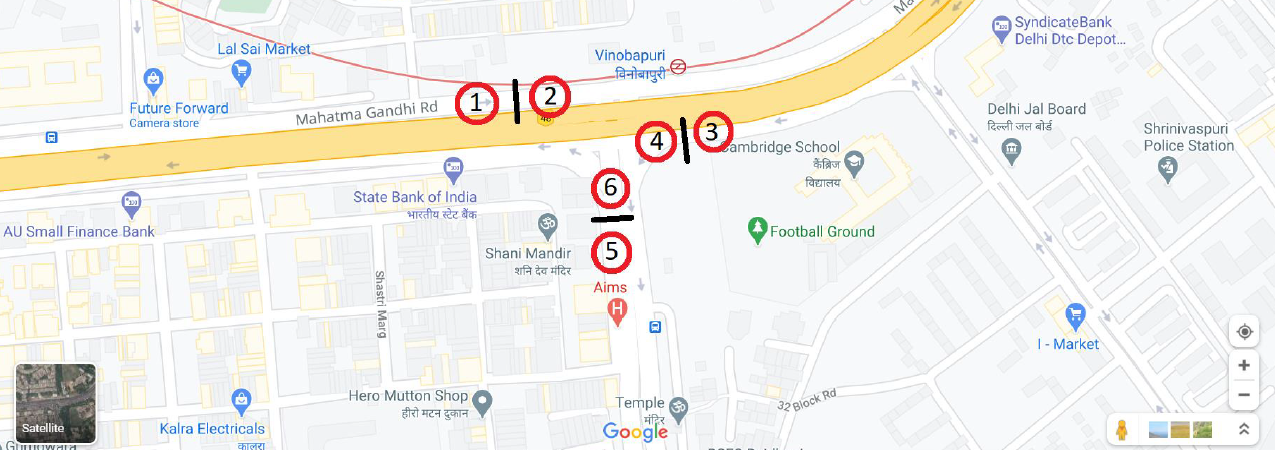 SyndicateBank
Delhi Dtc Depot...
Lal Sai Market
Vinobapuri
विनोबापुरी
Future Forward
Camera store
Mahatma Gandhi Rd
1
2
48
4
3
Delhi Jal Board
दिल्ली जल बोर्ड
Shrinivaspuri
Police Station
Cambridge School
कैंब्रिज
विद्यालय
State Bank of India
भारतीय स्टेट बैंक
6
AU Small Finance Bank
Shani Mandir
शनि देव मंदिर
5
Football Ground
Aims
H
Shastri Marg
I - Market
Hero Mutton Shop
हीरो मटन दुकान
Temple
मंदिर
32 Block Rd
Satellite
Kalra Electricals
कालरा
Google